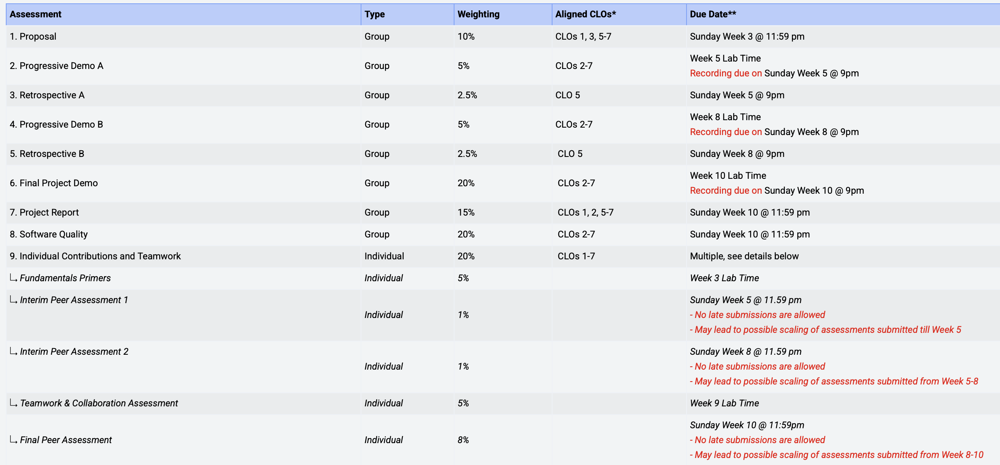 Assessment Type Weighting Aligned CLOs* Due Date**
1. Proposal Group 10% CLOs 1, 3, 5-7 Sunday Week 3 @ 11:59 pm
2. Progressive Demo A Group 5% CLOs 2-7 Week 5 Lab Time
Recording due on Sunday Week 5 @ 9pm
3. Retrospective A Group 2.5% CLO 5 Sunday Week 5 @ 9pm
4. Progressive Demo B Group 5% CLOs 2-7 Week 8 Lab Time
Recording due on Sunday Week 8 @ 9pm
5. Retrospective B Group 2.5% CLO 5 Sunday Week 8 @ 9pm
6. Final Project Demo Group 20% CLOs 2-7 Week 10 Lab Time
Recording due on Sunday Week 10 @ 9pm
7. Project Report Group 15% CLOs 1, 2, 5-7 Sunday Week 10 @ 11:59 pm
8. Software Quality Group 20% CLOs 2-7 Sunday Week 10 @ 11:59 pm
9. Individual Contributions and Teamwork Individual 20% CLOs 1-7 Multiple, see details below
Fundamentals Primers Individual 5% Week 3 Lab Time
Interim Peer Assessment 1 Individual 1% Sunday Week 5 @ 11.59 pm
- No late submissions are allowed
- May lead to possible scaling of assessments submitted till Week 5
Interim Peer Assessment 2 Individual 1% Sunday Week 8 @ 11.59 pm
- No late submissions are allowed
- May lead to possible scaling of assessments submitted from Week 5-8
Teamwork & Collaboration Assessment Individual 5% Week 9 Lab Time
Final Peer Assessment Individual 8% Sunday Week 10 @ 11:59pm
- No late submissions are allowed
- May lead to possible scaling of assessments submitted from Week 8-10